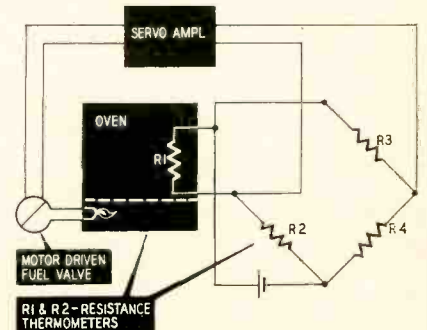 SERVO AMPL
OVEN
R1
R3
R2
R4
MOTOR DRIVEN
FUEL VALVE
R1 & R2-RESISTANCE
THERMOMETERS